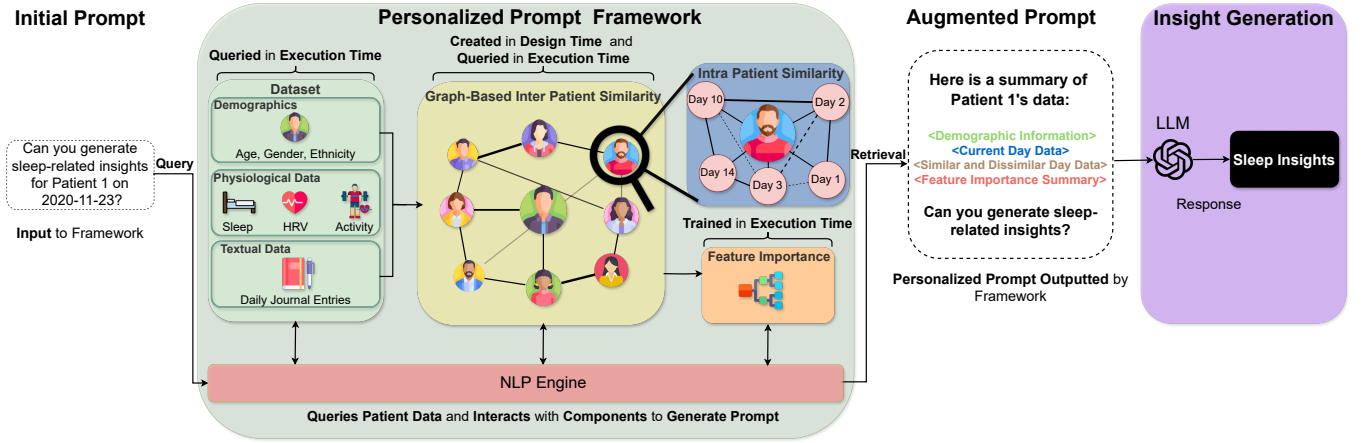 Initial Prompt
Can you generate
sleep-related insights
for Patient 1 on
2020-11-23?
Input to Framework
Query
Personalized Prompt Framework
Queried in Execution Time
Dataset
Demographics
Age, Gender, Ethnicity
Physiological Data
Sleep
HRV
Activity
Textual Data
Daily Journal Entries
Created in Design Time and
Queried in Execution Time
Graph-Based Inter Patient Similarity
Intra Patient Similarity
Day 10
Day 2
Day 14
Day 3
Day 1
Trained in Execution Time
Feature Importance
NLP Engine
Queries Patient Data and Interacts with Components to Generate Prompt
Retrieval
Augmented Prompt
Here is a summary of
Patient 1's data:
<Demographic Information>
<Current Day Data>
<Similar and Dissimilar Day Data>
<Feature Importance Summary>
Can you generate sleep-
related insights?
Personalized Prompt Outputted by
Framework
Insight Generation
LLM
Response
Sleep Insights